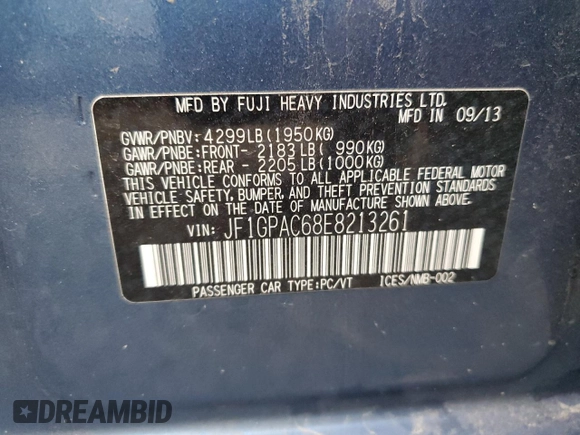 MFD BY FUJI HEAVY INDUSTRIES LTD.
MFD IN 09/13
GVWR/PNBV: 4299LB(1950KG)
GAWR/PNBE:FRONT- 2183LB( 990KG)
GAWR/PNBE:REAR - 2205LB(1000KG)
THIS VEHICLE CONFORMS TO ALL APPLICABLE FEDERAL MOTOR
VEHICLE SAFETY, BUMPER, AND THEFT PREVENTION STANDARDS
IN EFFECT ON THE DATE OF MANUFACTURE SHOWN ABOVE.
VIN: JF1GPAC68E8213261
PASSENGER CAR TYPE:PC/VT ICES/NMB-002
DREAMBID